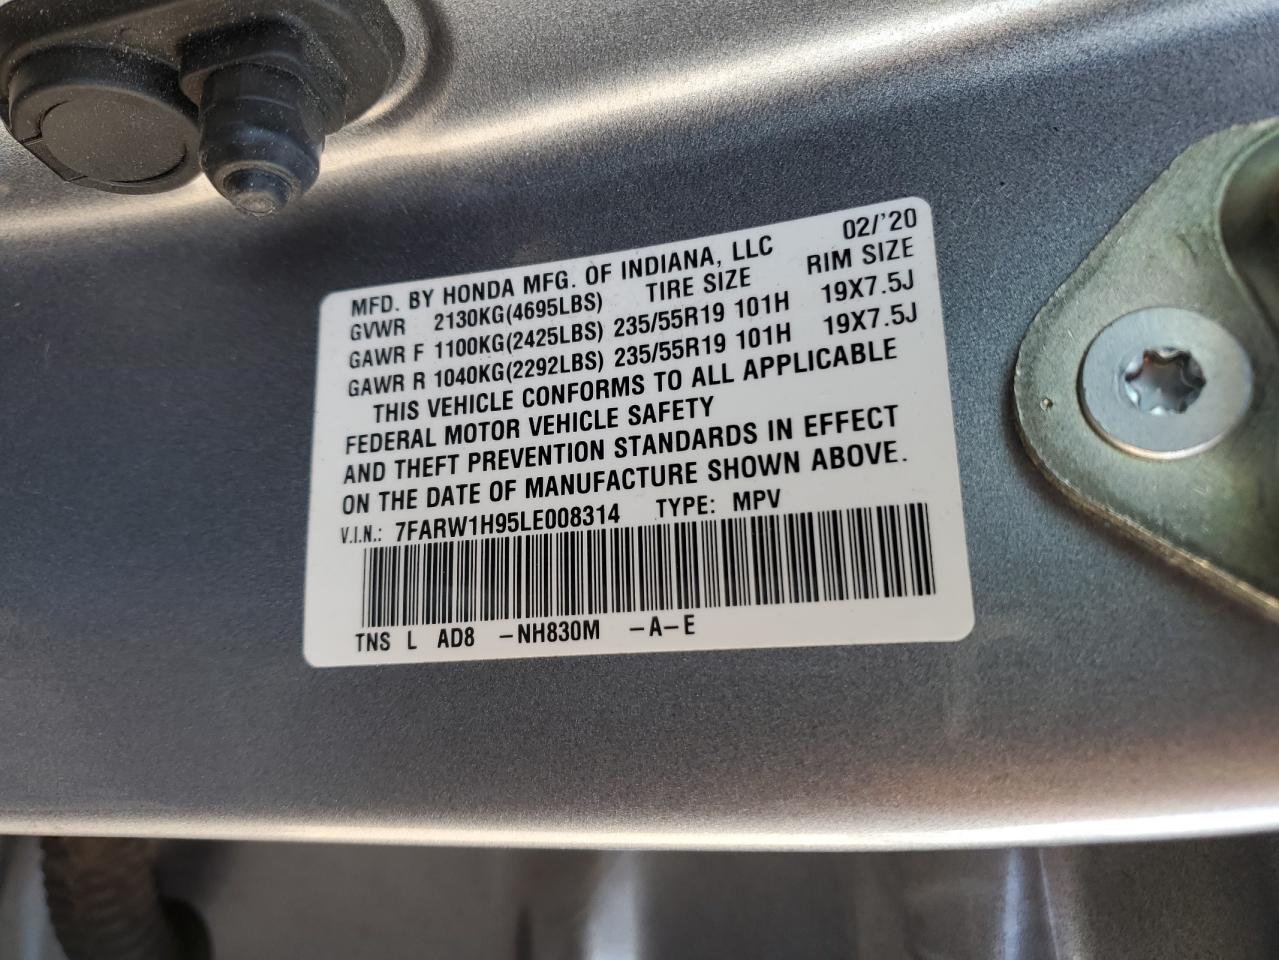 MFD. BY HONDA MFG. OF INDIANA, LLC 02/'20
GVWR 2130KG(4695LBS) TIRE SIZE RIM SIZE
GAWR F 1100KG(2425LBS) 235/55R19 101H 19X7.5J
GAWR R 1040KG(2292LBS) 235/55R19 101H 19X7.5J
THIS VEHICLE CONFORMS TO ALL APPLICABLE
FEDERAL MOTOR VEHICLE SAFETY
AND THEFT PREVENTION STANDARDS IN EFFECT
ON THE DATE OF MANUFACTURE SHOWN ABOVE.
V.I.N.: 7FARW1H95LE008314 TYPE: MPV
TNS L AD8 -NH830M -A-E